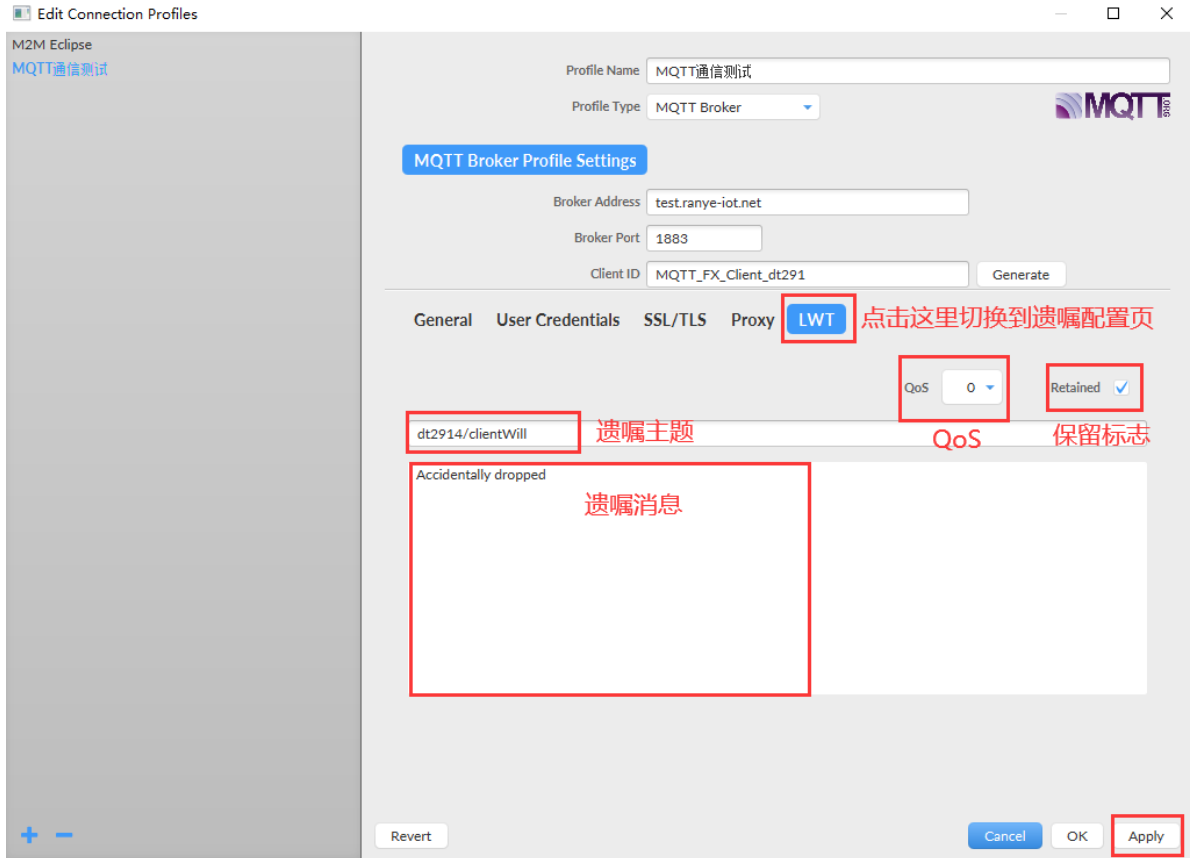 Edit Connection Profiles
M2M Eclipse
MQTT通信测试
Profile Name MQTT通信测试
Profile Type MQTT Broker
MQTT.ORG
MQTT Broker Profile Settings
Broker Address test.ranye-iot.net
Broker Port 1883
Client ID MQTT_FX_Client_dt291 Generate
General User Credentials SSL/TLS Proxy LWT 点击这里切换到遗嘱配置页
QoS 0 Retained
dt2914/clientWill 遗嘱主题 QoS 保留标志
Accidentally dropped
遗嘱消息
Revert Cancel OK Apply